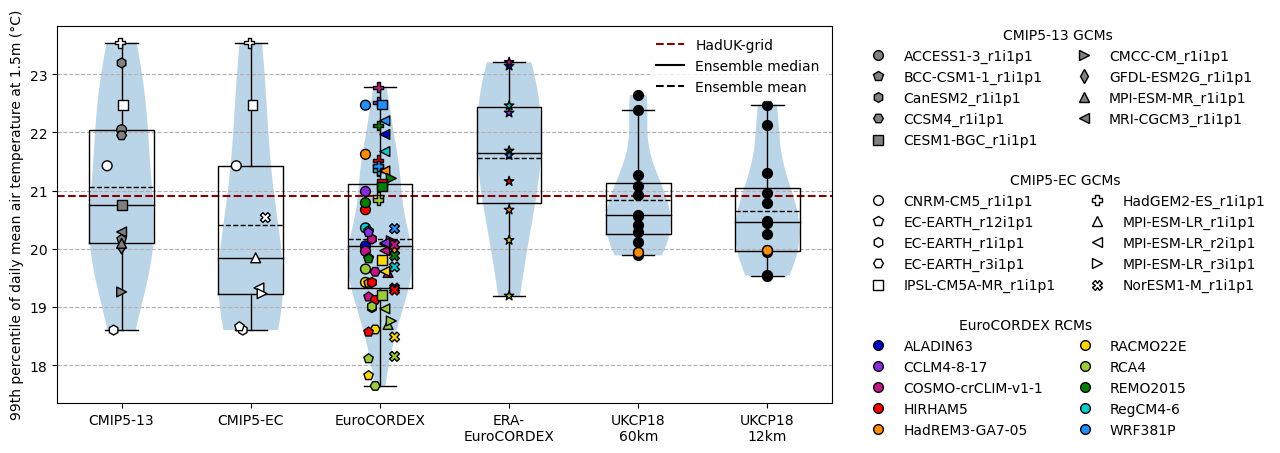 99th percentile of daily mean air temperature at 1.5m (°C)
23
22
21
20
19
18
HadUK-grid
Ensemble median
Ensemble mean
CMIP5-13
CMIP5-EC
EuroCORDEX
ERA-
EuroCORDEX
UKCP18
60km
UKCP18
12km
CMIP5-13 GCMs
ACCESS1-3_r1i1p1
BCC-CSM1-1_r1i1p1
CanESM2_r1i1p1
CCSM4_r1i1p1
CESM1-BGC_r1i1p1
CMCC-CM_r1i1p1
GFDL-ESM2G_r1i1p1
MPI-ESM-MR_r1i1p1
MRI-CGCM3_r1i1p1
CMIP5-EC GCMs
CNRM-CM5_r1i1p1
EC-EARTH_r12i1p1
EC-EARTH_r1i1p1
EC-EARTH_r3i1p1
IPSL-CM5A-MR_r1i1p1
HadGEM2-ES_r1i1p1
MPI-ESM-LR_r1i1p1
MPI-ESM-LR_r2i1p1
MPI-ESM-LR_r3i1p1
NorESM1-M_r1i1p1
EuroCORDEX RCMs
ALADIN63
CCLM4-8-17
COSMO-crCLIM-v1-1
HIRHAM5
HadREM3-GA7-05
RACMO22E
RCA4
REMO2015
RegCM4-6
WRF381P